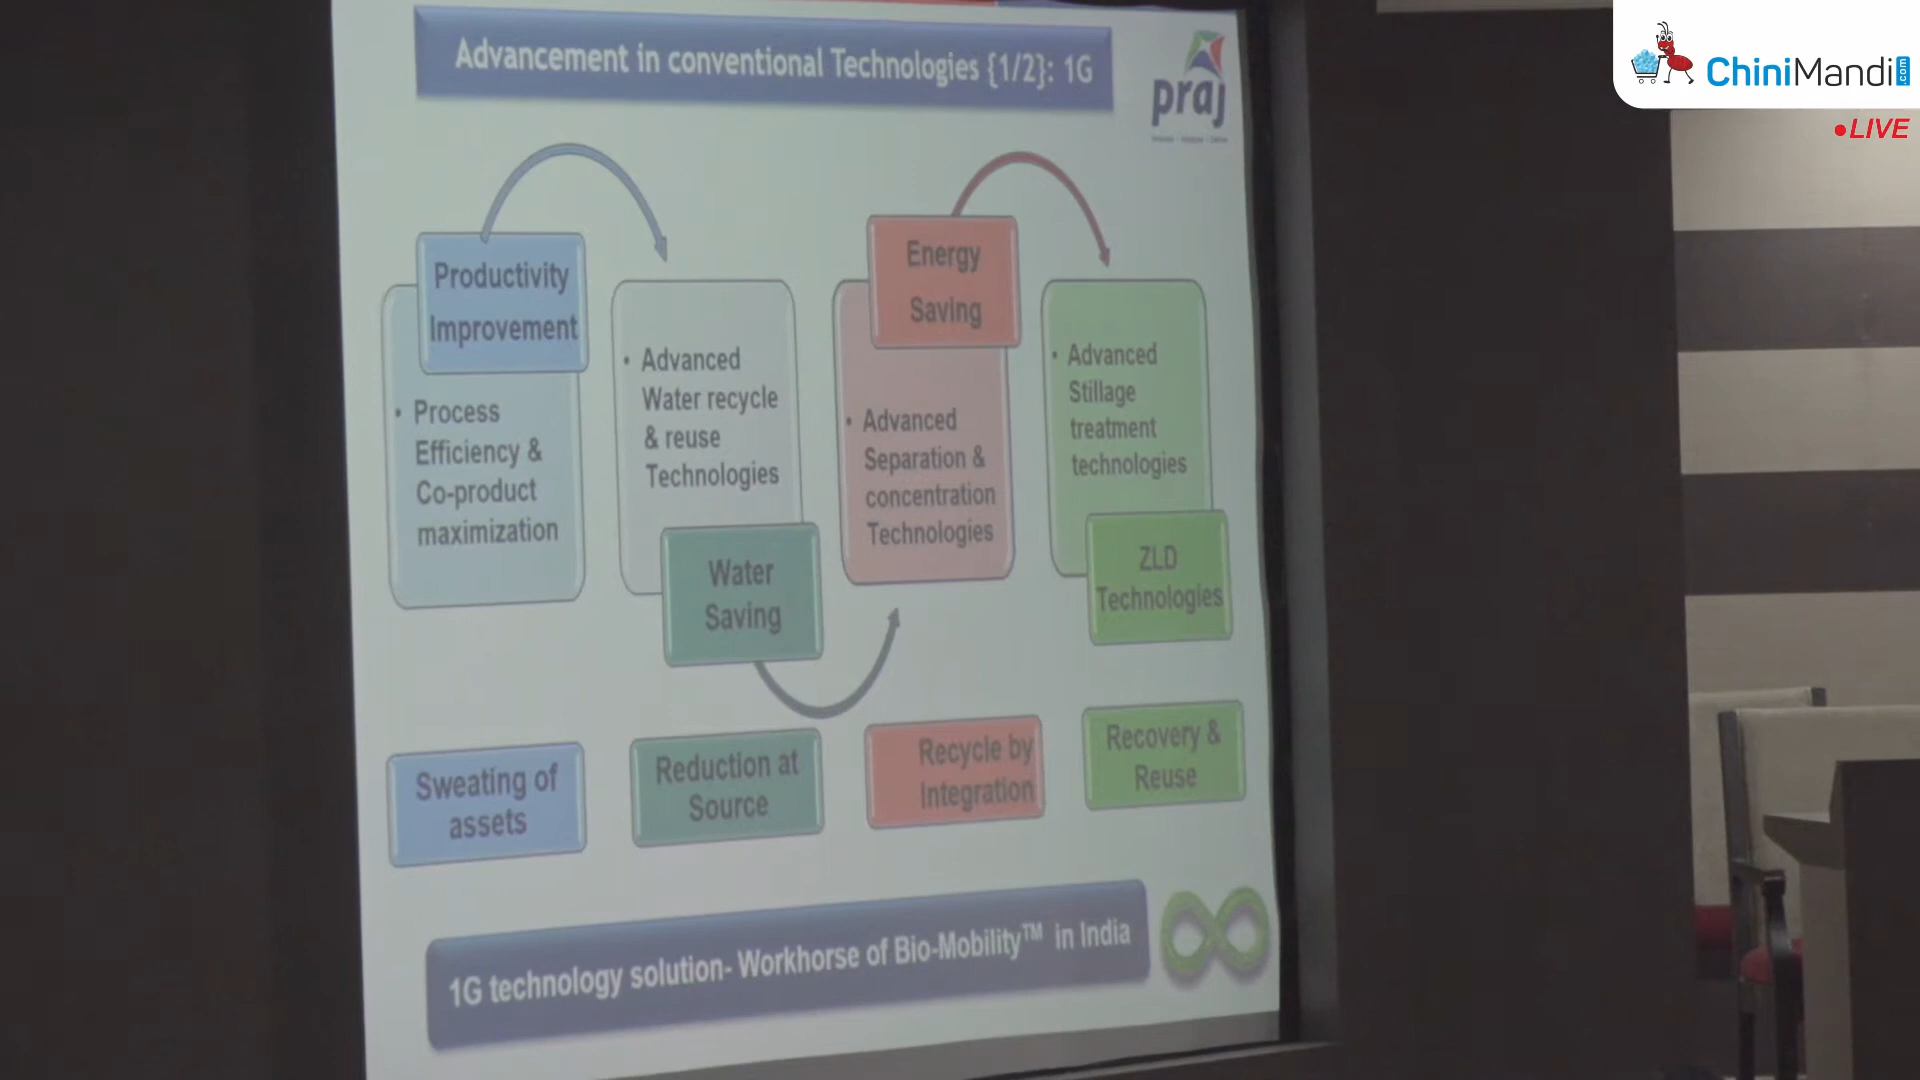 Advancement in conventional Technologies {1/2}: 1G
praj
ChiniMandi.com
LIVE
Productivity
Improvement
• Process
Efficiency &
Co-product
maximization
• Advanced
Water recycle
& reuse
Technologies
Water
Saving
Energy
Saving
• Advanced
Separation &
concentration
Technologies
• Advanced
Stillage
treatment
technologies
ZLD
Technologies
Sweating of
assets
Reduction at
Source
Recycle by
Integration
Recovery &
Reuse
1G technology solution- Workhorse of Bio-Mobility™ in India